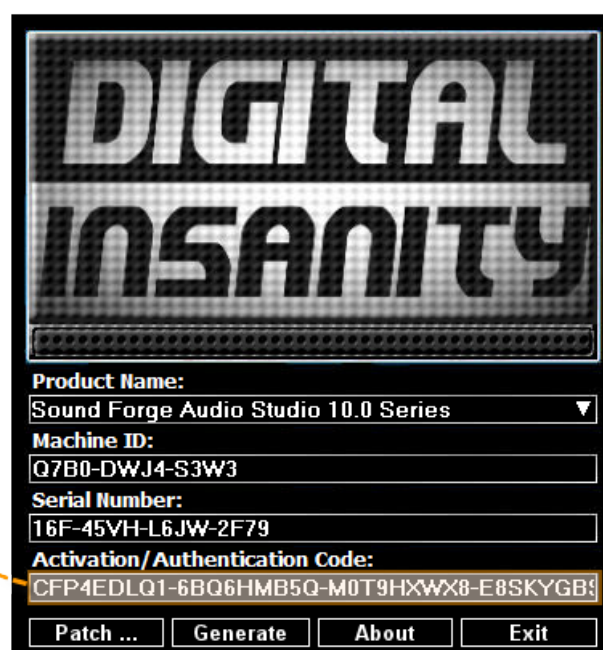 DIGITAL
INSANITY
Product Name:
Sound Forge Audio Studio 10.0 Series
Machine ID:
Q7B0-DWJ4-S3W3
Serial Number:
16F-45VH-L6JW-2F79
Activation/Authentication Code:
CFP4EDLQ1-6BQ6HMB5Q-M0T9HXWX8-E8SKYGB
Patch ... Generate About Exit